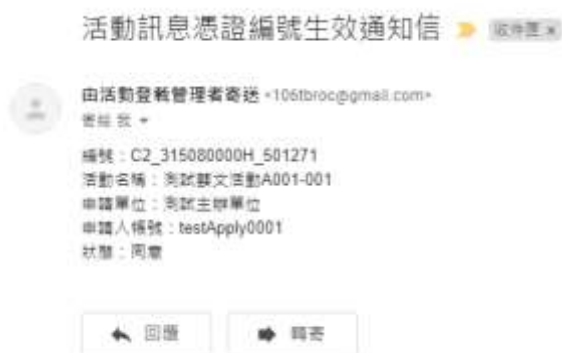 活動訊息憑證編號生效通知信
收件匣 x
由活動登載管理者寄送 <106tbroc@gmail.com>
寄給 我
編號：C2_315080000H_501271
活動名稱：測試藝文活動A001-001
申請單位：測試主辦單位
申請人帳號：testApply0001
狀態：同意
回覆
轉寄